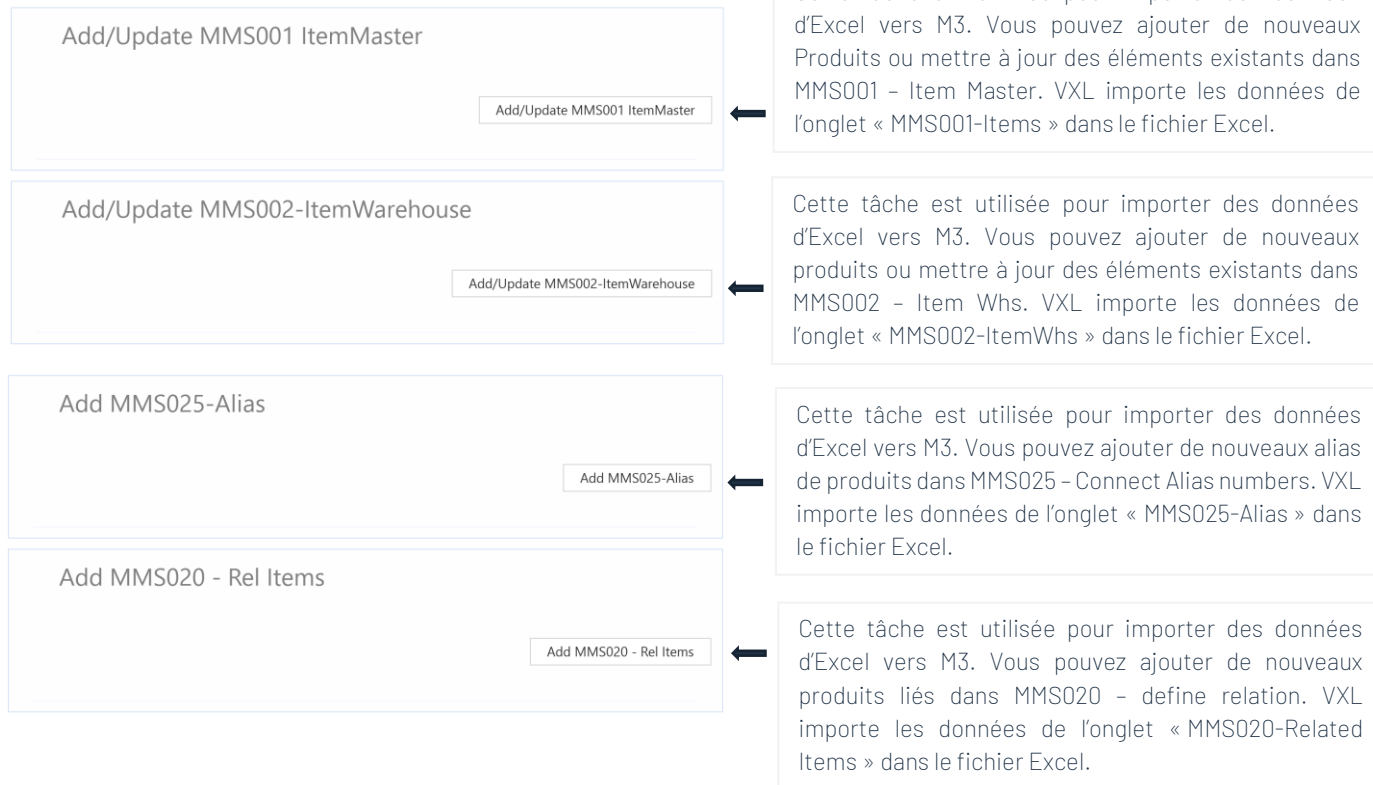 Add/Update MMS001 ItemMaster
Add/Update MMS001 ItemMaster
d’Excel vers M3. Vous pouvez ajouter de nouveaux
Produits ou mettre à jour des éléments existants dans
MMS001 – Item Master. VXL importe les données de
l’onglet « MMS001-Items » dans le fichier Excel.
Add/Update MMS002-ItemWarehouse
Add/Update MMS002-ItemWarehouse
Cette tâche est utilisée pour importer des données
d’Excel vers M3. Vous pouvez ajouter de nouveaux
produits ou mettre à jour des éléments existants dans
MMS002 – Item Whs. VXL importe les données de
l’onglet « MMS002-ItemWhs » dans le fichier Excel.
Add MMS025-Alias
Add MMS025-Alias
Cette tâche est utilisée pour importer des données
d’Excel vers M3. Vous pouvez ajouter de nouveaux alias
de produits dans MMS025 – Connect Alias numbers. VXL
importe les données de l’onglet « MMS025-Alias » dans
le fichier Excel.
Add MMS020 - Rel Items
Add MMS020 - Rel Items
Cette tâche est utilisée pour importer des données
d’Excel vers M3. Vous pouvez ajouter de nouveaux
produits liés dans MMS020 – define relation. VXL
importe les données de l’onglet « MMS020-Related
Items » dans le fichier Excel.